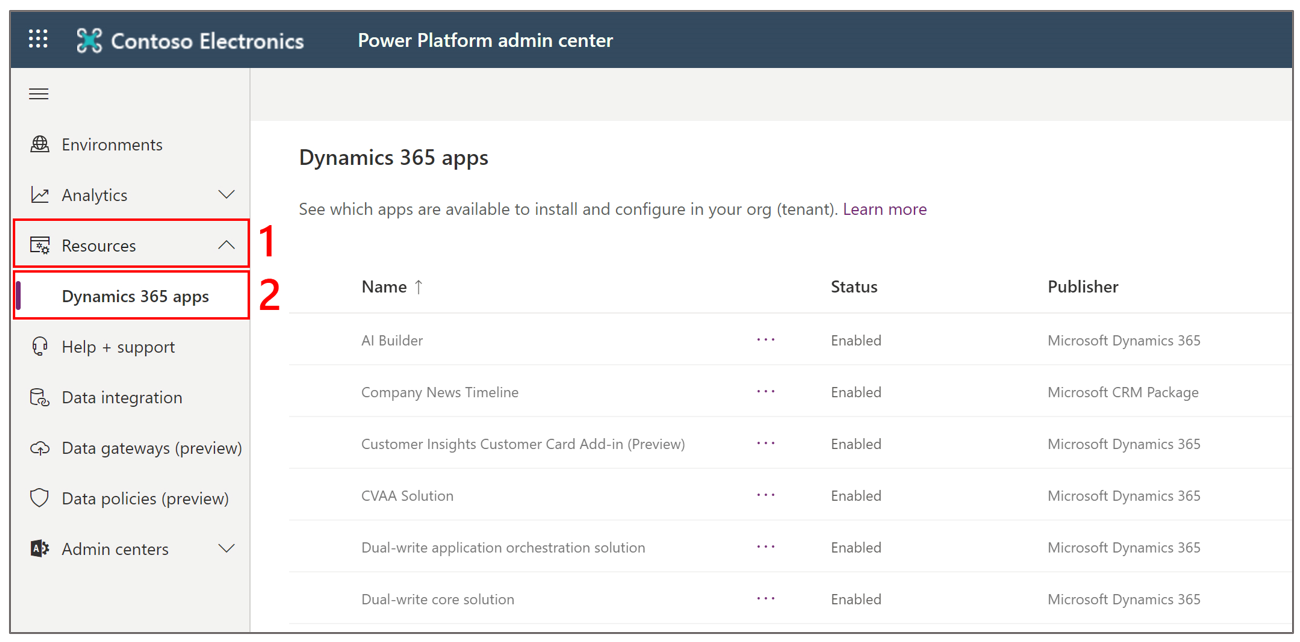 Contoso Electronics Power Platform admin center
Environments
Analytics
Resources 1
Dynamics 365 apps 2
Help + support
Data integration
Data gateways (preview)
Data policies (preview)
Admin centers
Dynamics 365 apps
See which apps are available to install and configure in your org (tenant). Learn more
Name ↑ Status Publisher
AI Builder ··· Enabled Microsoft Dynamics 365
Company News Timeline ··· Enabled Microsoft CRM Package
Customer Insights Customer Card Add-in (Preview) ··· Enabled Microsoft Dynamics 365
CVAA Solution ··· Enabled Microsoft Dynamics 365
Dual-write application orchestration solution ··· Enabled Microsoft Dynamics 365
Dual-write core solution ··· Enabled Microsoft Dynamics 365